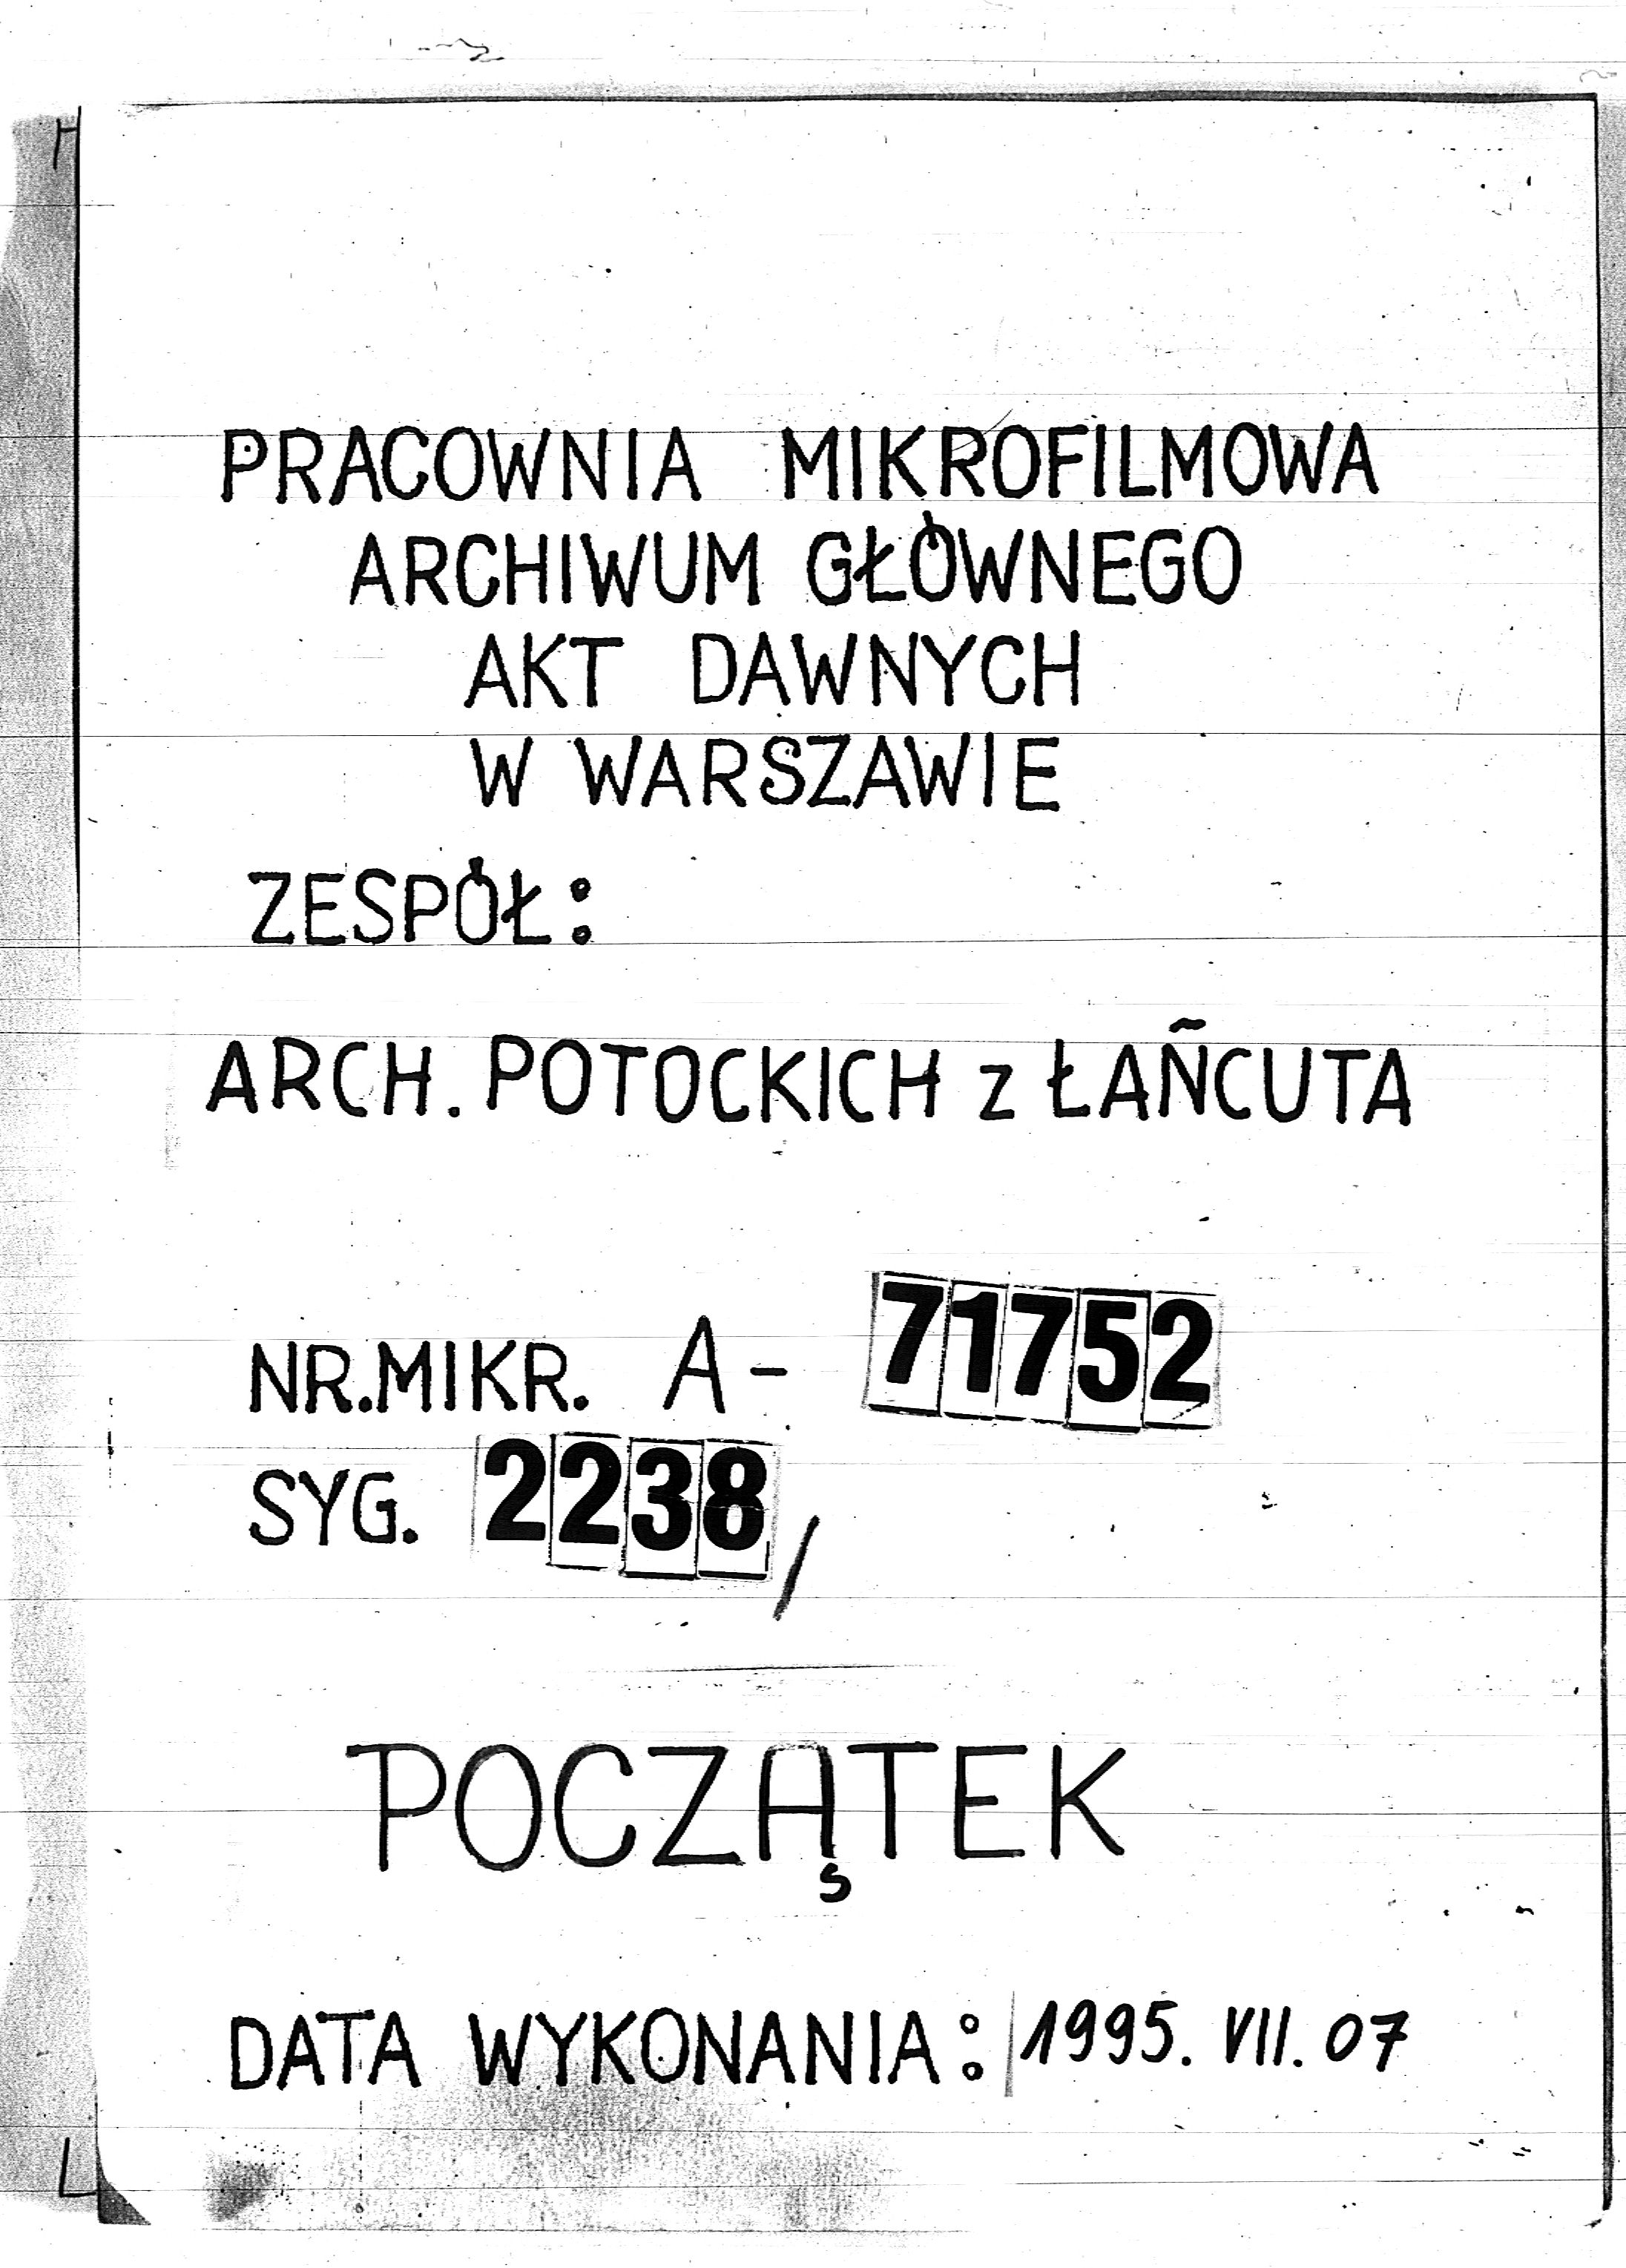 PRACOWNIA MIKROFILMOWA
ARCHIWUM GŁÓWNEGO
AKT DAWNYCH
W WARSZAWIE
ZESPÓŁ:
ARCH. POTOCKICH z ŁAŃCUTA
NR.MIKR. A- 71752
SYG. 2238/
POCZĄTEK
DATA WYKONANIA: 1995. VII. 07